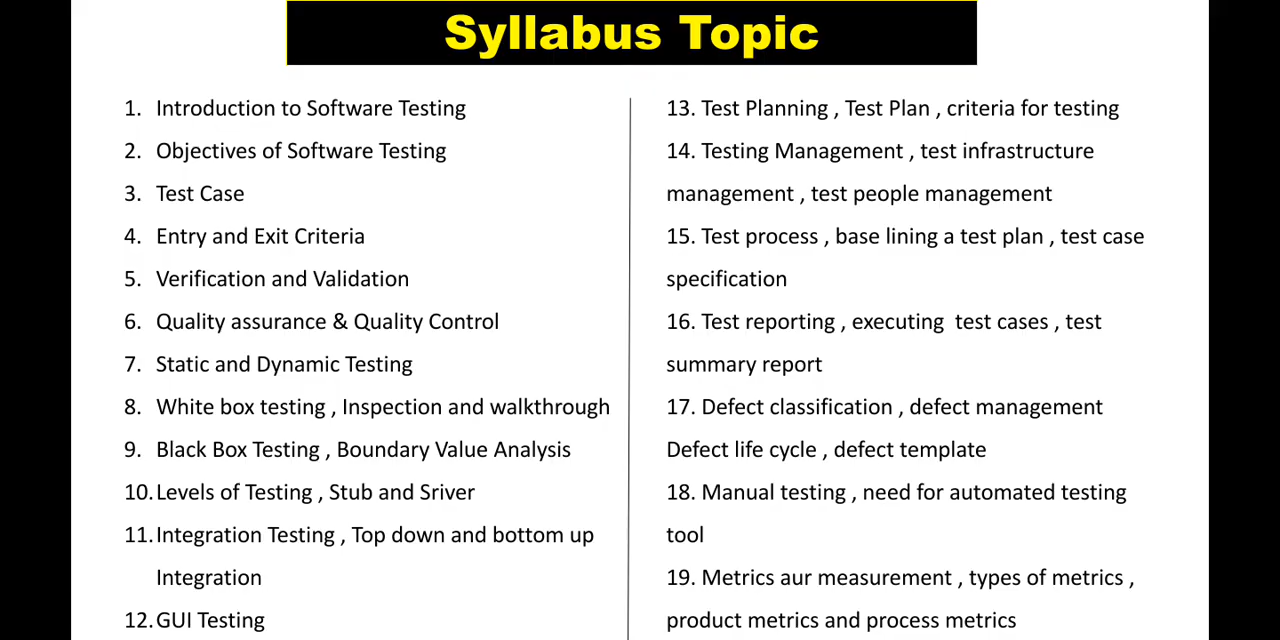 Syllabus Topic
1. Introduction to Software Testing
2. Objectives of Software Testing
3. Test Case
4. Entry and Exit Criteria
5. Verification and Validation
6. Quality assurance & Quality Control
7. Static and Dynamic Testing
8. White box testing , Inspection and walkthrough
9. Black Box Testing , Boundary Value Analysis
10. Levels of Testing , Stub and Sriver
11. Integration Testing , Top down and bottom up
Integration
12. GUI Testing
13. Test Planning , Test Plan , criteria for testing
14. Testing Management , test infrastructure
management , test people management
15. Test process , base lining a test plan , test case
specification
16. Test reporting , executing  test cases , test
summary report
17. Defect classification , defect management
Defect life cycle , defect template
18. Manual testing , need for automated testing
tool
19. Metrics aur measurement , types of metrics ,
product metrics and process metrics